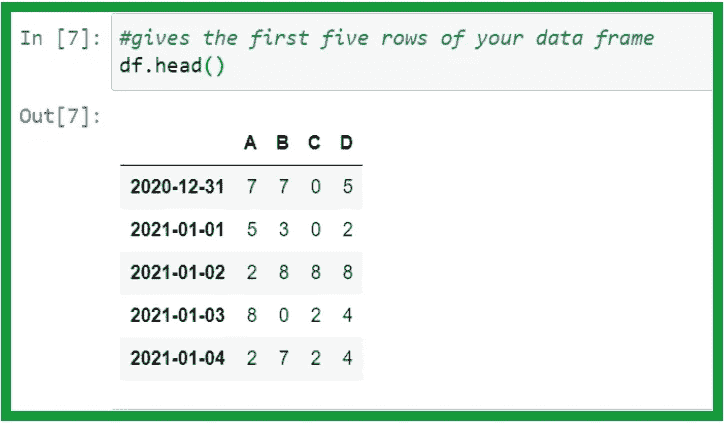 In [7]: #gives the first five rows of your data frame
df.head()
Out[7]:
A B C D
2020-12-31 7 7 0 5
2021-01-01 5 3 0 2
2021-01-02 2 8 8 8
2021-01-03 8 0 2 4
2021-01-04 2 7 2 4